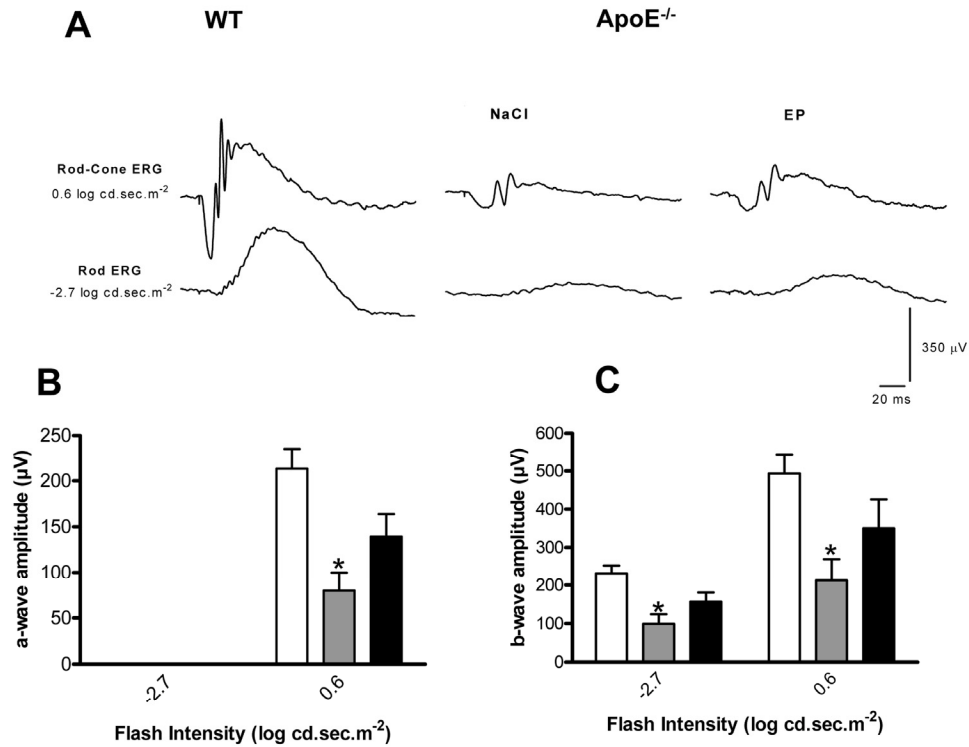 A
WT
ApoE-/-
NaCl
EP
Rod-Cone ERG
0.6 log cd.sec.m-2
Rod ERG
-2.7 log cd.sec.m-2
350 μV
20 ms
B
250
200
150
100
50
0
a-wave amplitude (μV)
*
-2.7
0.6
Flash Intensity (log cd.sec.m-2)
C
600
500
400
300
200
100
0
b-wave amplitude (μV)
*
*
-2.7
0.6
Flash Intensity (log cd.sec.m-2)